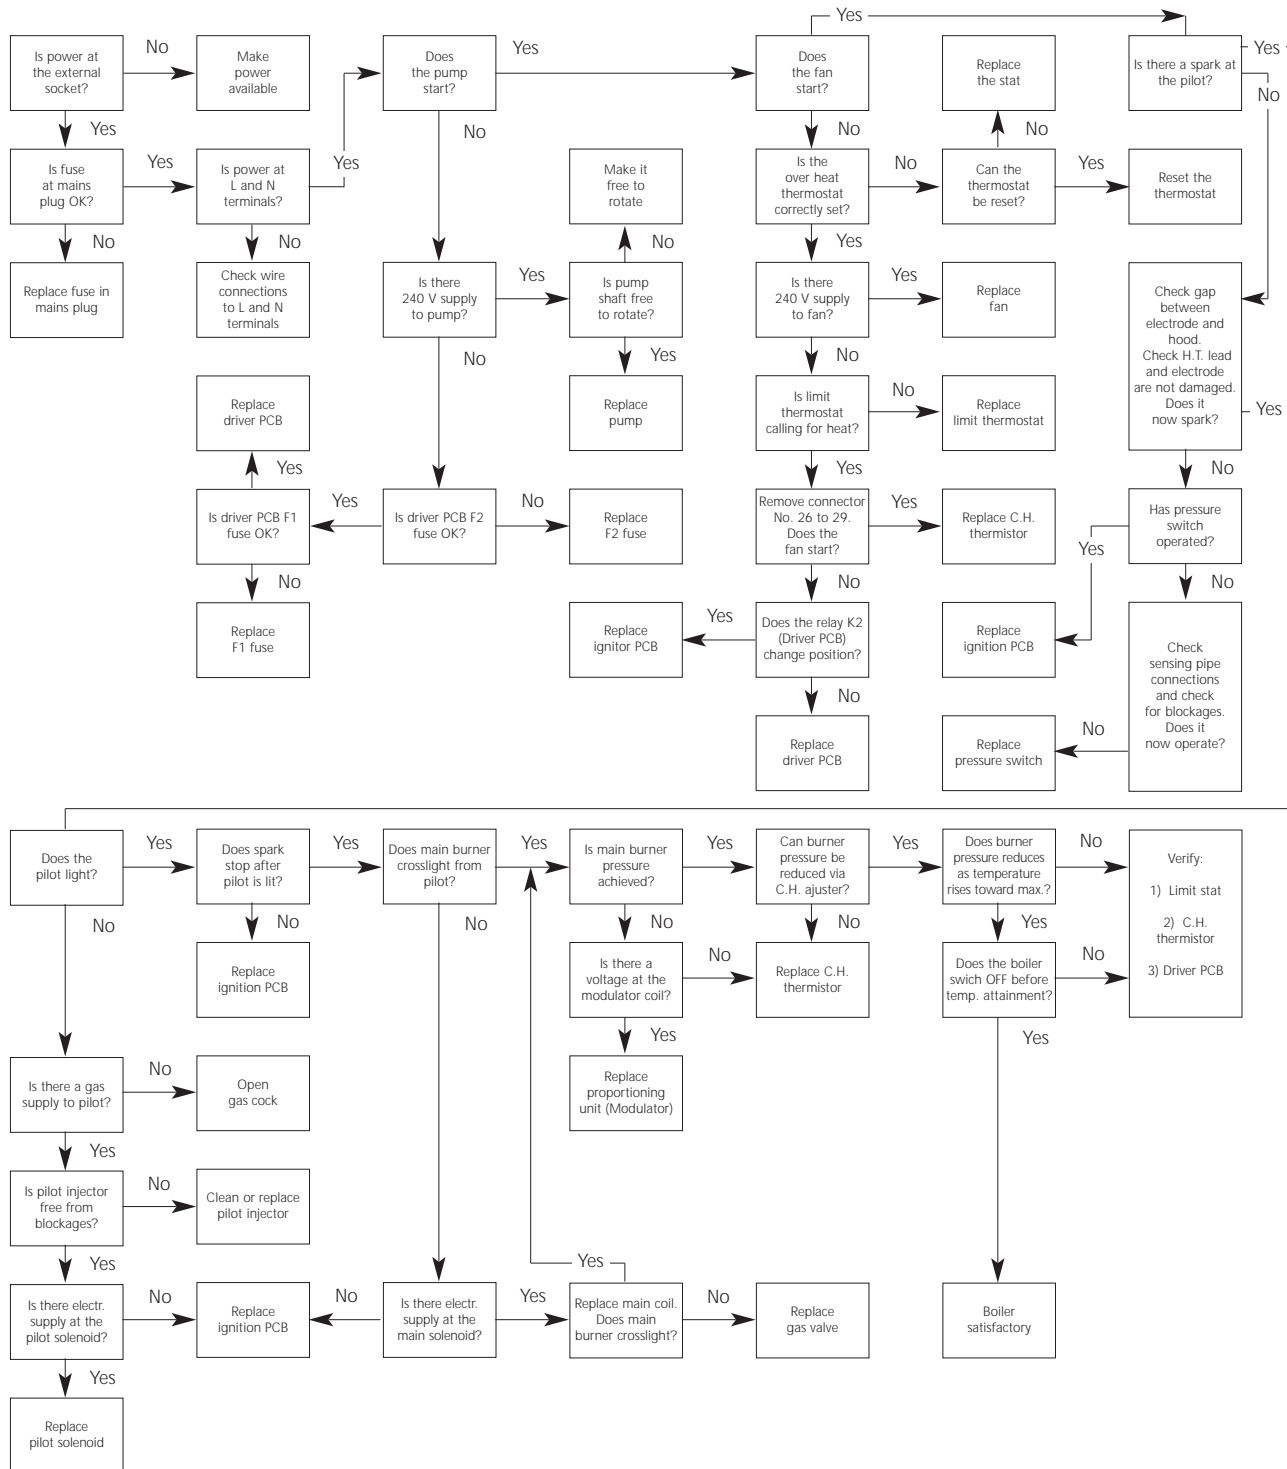 Yes
Is power at
the external
socket?
No
Make
power
available
Does
the pump
start?
Yes
Does
the fan
start?
Replace
the stat
Is there a spark at
the pilot?
Yes
No
Yes
No
No
No
Is fuse
at mains
plug OK?
Yes
Is power at
L and N
terminals?
Yes
Make it
free to
rotate
Is the
over heat
thermostat
correctly set?
No
Can the
thermostat
be reset?
Yes
Reset the
thermostat
No
No
No
Yes
Replace fuse in
mains plug
Check wire
connections
to L and N
terminals
Is there
240 V supply
to pump?
Yes
Is pump
shaft free
to rotate?
Is there
240 V supply
to fan?
Yes
Replace
fan
Check gap
between
electrode and
hood.
Check H.T. lead
and electrode
are not damaged.
Does it
now spark?
Yes
No
Yes
No
Replace
driver PCB
Replace
pump
Is limit
thermostat
calling for heat?
No
Replace
limit thermostat
Yes
Yes
No
Is driver PCB F1
fuse OK?
Yes
Is driver PCB F2
fuse OK?
No
Replace
F2 fuse
Remove connector
No. 26 to 29.
Does the
fan start?
Yes
Replace C.H.
thermistor
Has pressure
switch
operated?
Yes
No
No
No
Replace
F1 fuse
Replace
ignitor PCB
Yes
Does the relay K2
(Driver PCB)
change position?
Replace
ignition PCB
Check
sensing pipe
connections
and check
for blockages.
Does it
now operate?
No
Replace
driver PCB
Replace
pressure switch
No
Does the
pilot light?
Yes
Does spark
stop after
pilot is lit?
Yes
Does main burner
crosslight from
pilot?
Yes
Is main burner
pressure
achieved?
Yes
Can burner
pressure be
reduced via
C.H. ajuster?
Yes
Does burner
pressure reduces
as temperature
rises toward max.?
No
Verify:
1) Limit stat
2) C.H.
thermistor
3) Driver PCB
No
No
No
No
No
Yes
Replace
ignition PCB
Is there a
voltage at the
modulator coil?
No
Replace C.H.
thermistor
Does the boiler
swich OFF before
temp. attainment?
No
Yes
Yes
Is there a gas
supply to pilot?
No
Open
gas cock
Replace
proportioning
unit (Modulator)
Yes
Is pilot injector
free from
blockages?
No
Clean or replace
pilot injector
Yes
Yes
Is there electr.
supply at the
pilot solenoid?
No
Replace
ignition PCB
No
Is there electr.
supply at the
main solenoid?
Yes
Replace main coil.
Does main
burner crosslight?
No
Replace
gas valve
Boiler
satisfactory
Yes
Replace
pilot solenoid